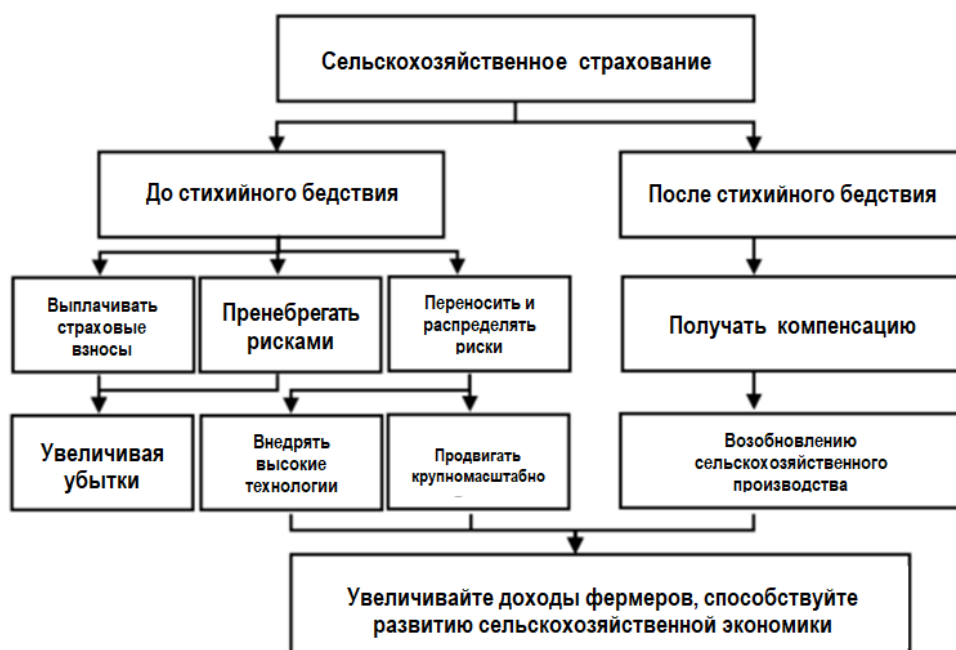 Сельскохозяйственное страхование
До стихийного бедствия
После стихийного бедствия
Выплачивать
страховые
взносы
Пренебрегать
рисками
Переносить и
распределять
риски
Получать компенсацию
Увеличивая
убытки
Внедрять
высокие
технологии
Продвигать
крупномасштабно
Возобновлению
сельскохозяйственного
производства
Увеличивайте доходы фермеров, способствуйте
развитию сельскохозяйственной экономики